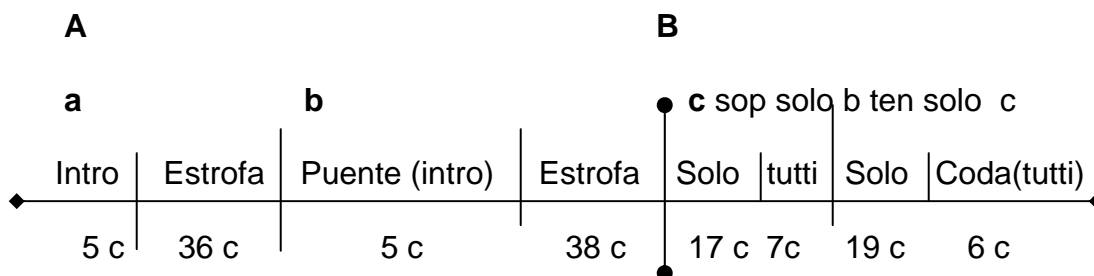 A B
a b c sop solo b ten solo c
Intro Estrofa Puente (intro) Estrofa Solo tutti Solo Coda(tutti)
5 c 36 c 5 c 38 c 17 c 7c 19 c 6 c